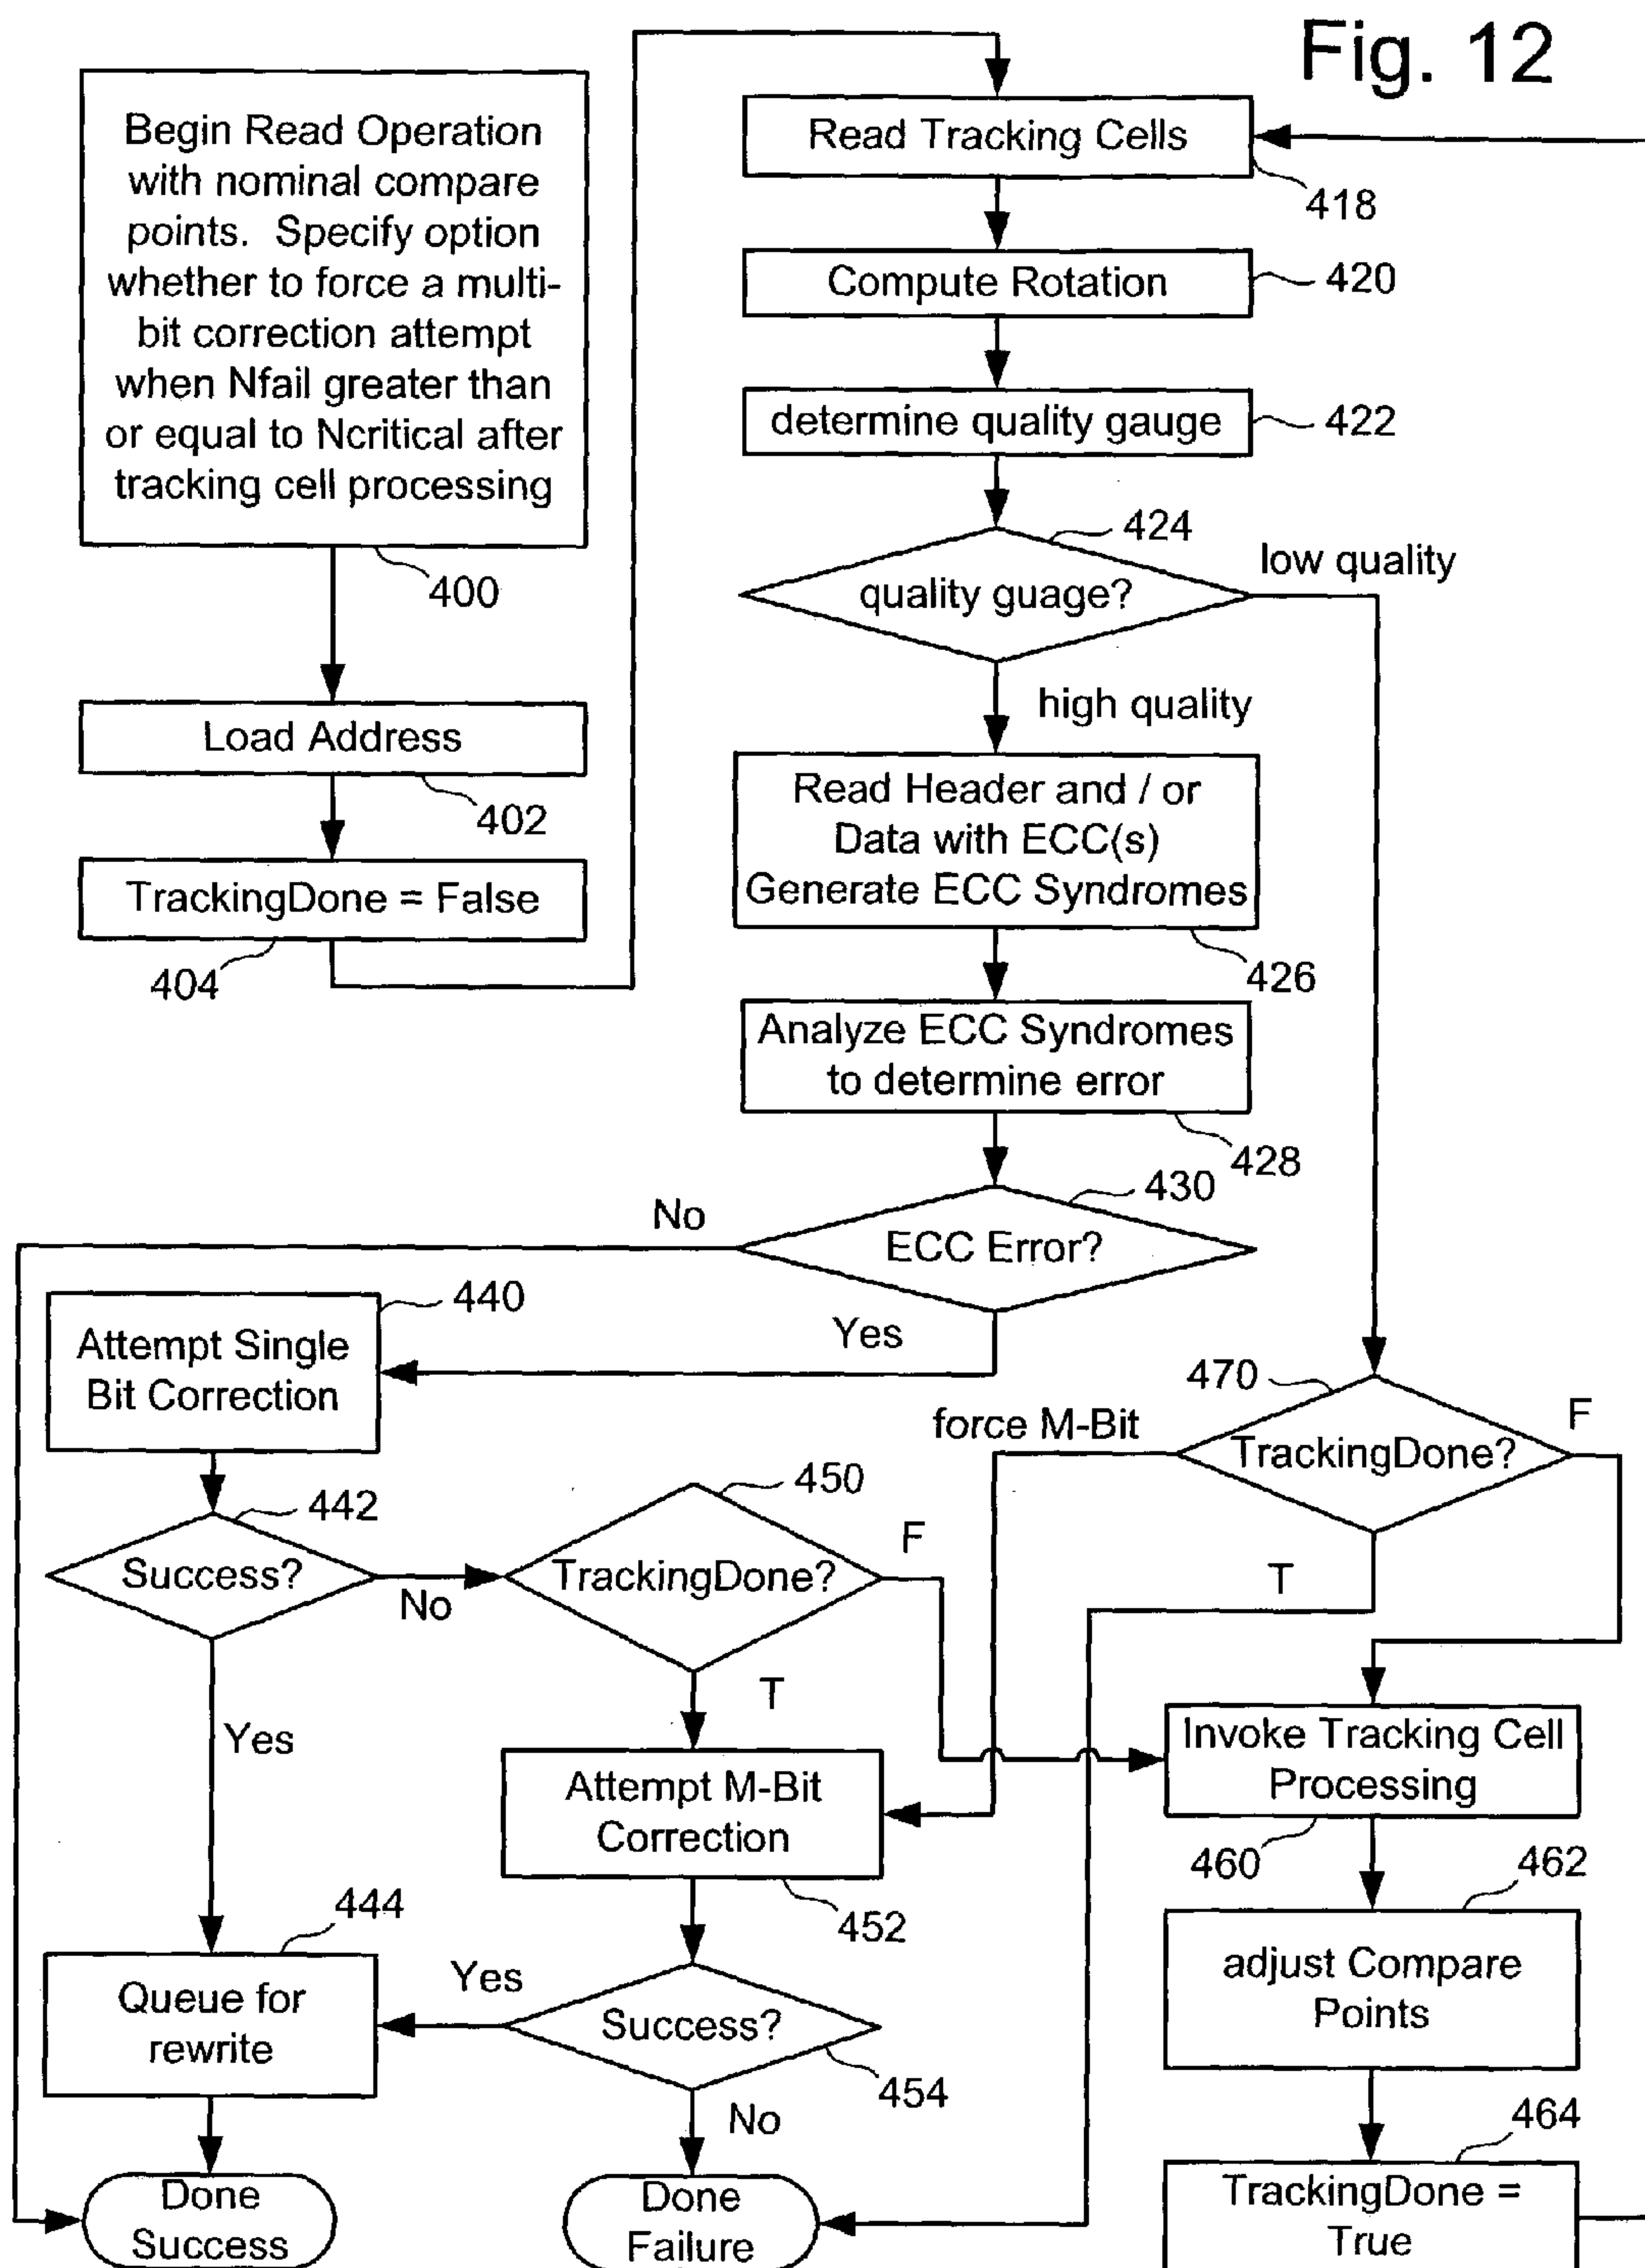 Fig. 12
Begin Read Operation
with nominal compare
points. Specify option
whether to force a multi-
bit correction attempt
when Nfail greater than
or equal to Ncritical after
tracking cell processing
400
Load Address
402
TrackingDone = False
404
Read Tracking Cells
418
Compute Rotation
420
determine quality gauge
422
424
quality guage?
low quality
high quality
Read Header and / or
Data with ECC(s)
Generate ECC Syndromes
426
Analyze ECC Syndromes
to determine error
428
430
ECC Error?
No
Yes
440
Attempt Single
Bit Correction
442
Success?
No
Yes
450
TrackingDone?
F
T
470
TrackingDone?
force M-Bit
F
T
Attempt M-Bit
Correction
452
Invoke Tracking Cell
Processing
460
462
adjust Compare
Points
444
Queue for
rewrite
Yes
Success?
454
No
464
TrackingDone =
True
Done
Success
Done
Failure